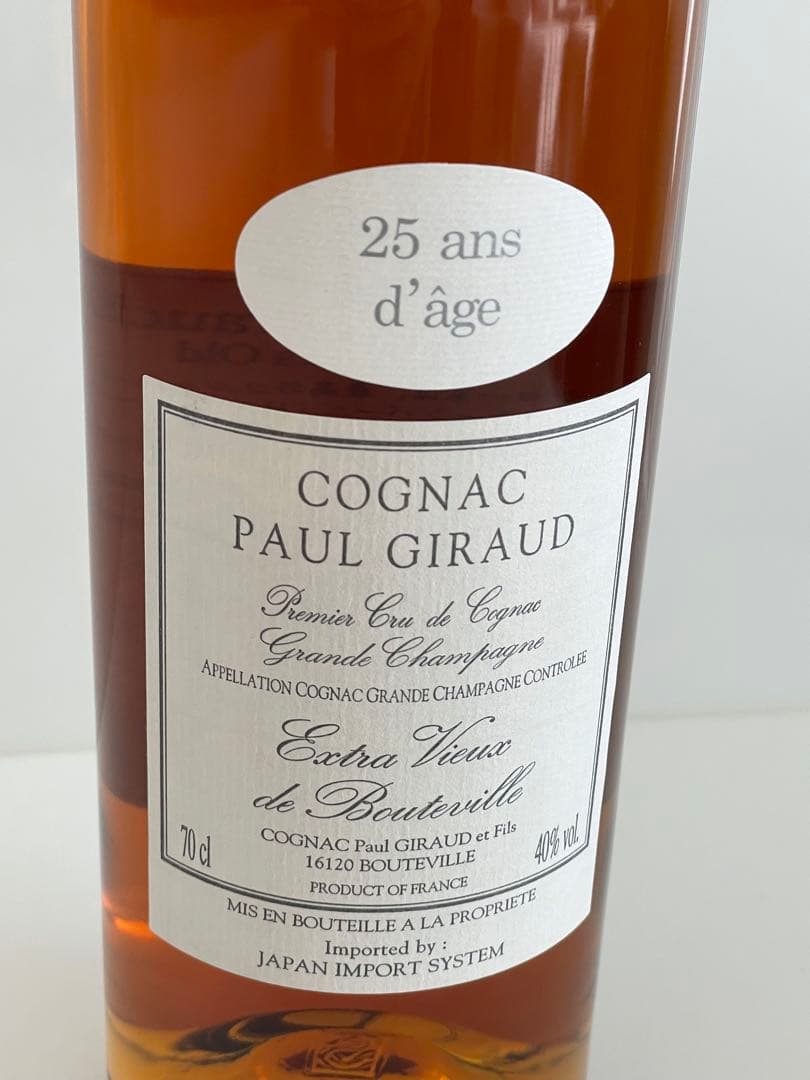 25 ans
d'âge
COGNAC
PAUL GIRAUD
Premier Cru de Cognac
Grande Champagne
APPELLATION COGNAC GRANDE CHAMPAGNE CONTROLEE
Extra Vieux
de Bouteville
COGNAC Paul GIRAUD et Fils
16120 BOUTEVILLE
70 cl
40% vol.
PRODUCT OF FRANCE
MIS EN BOUTEILLE A LA PROPRIETE
Imported by :
JAPAN IMPORT SYSTEM